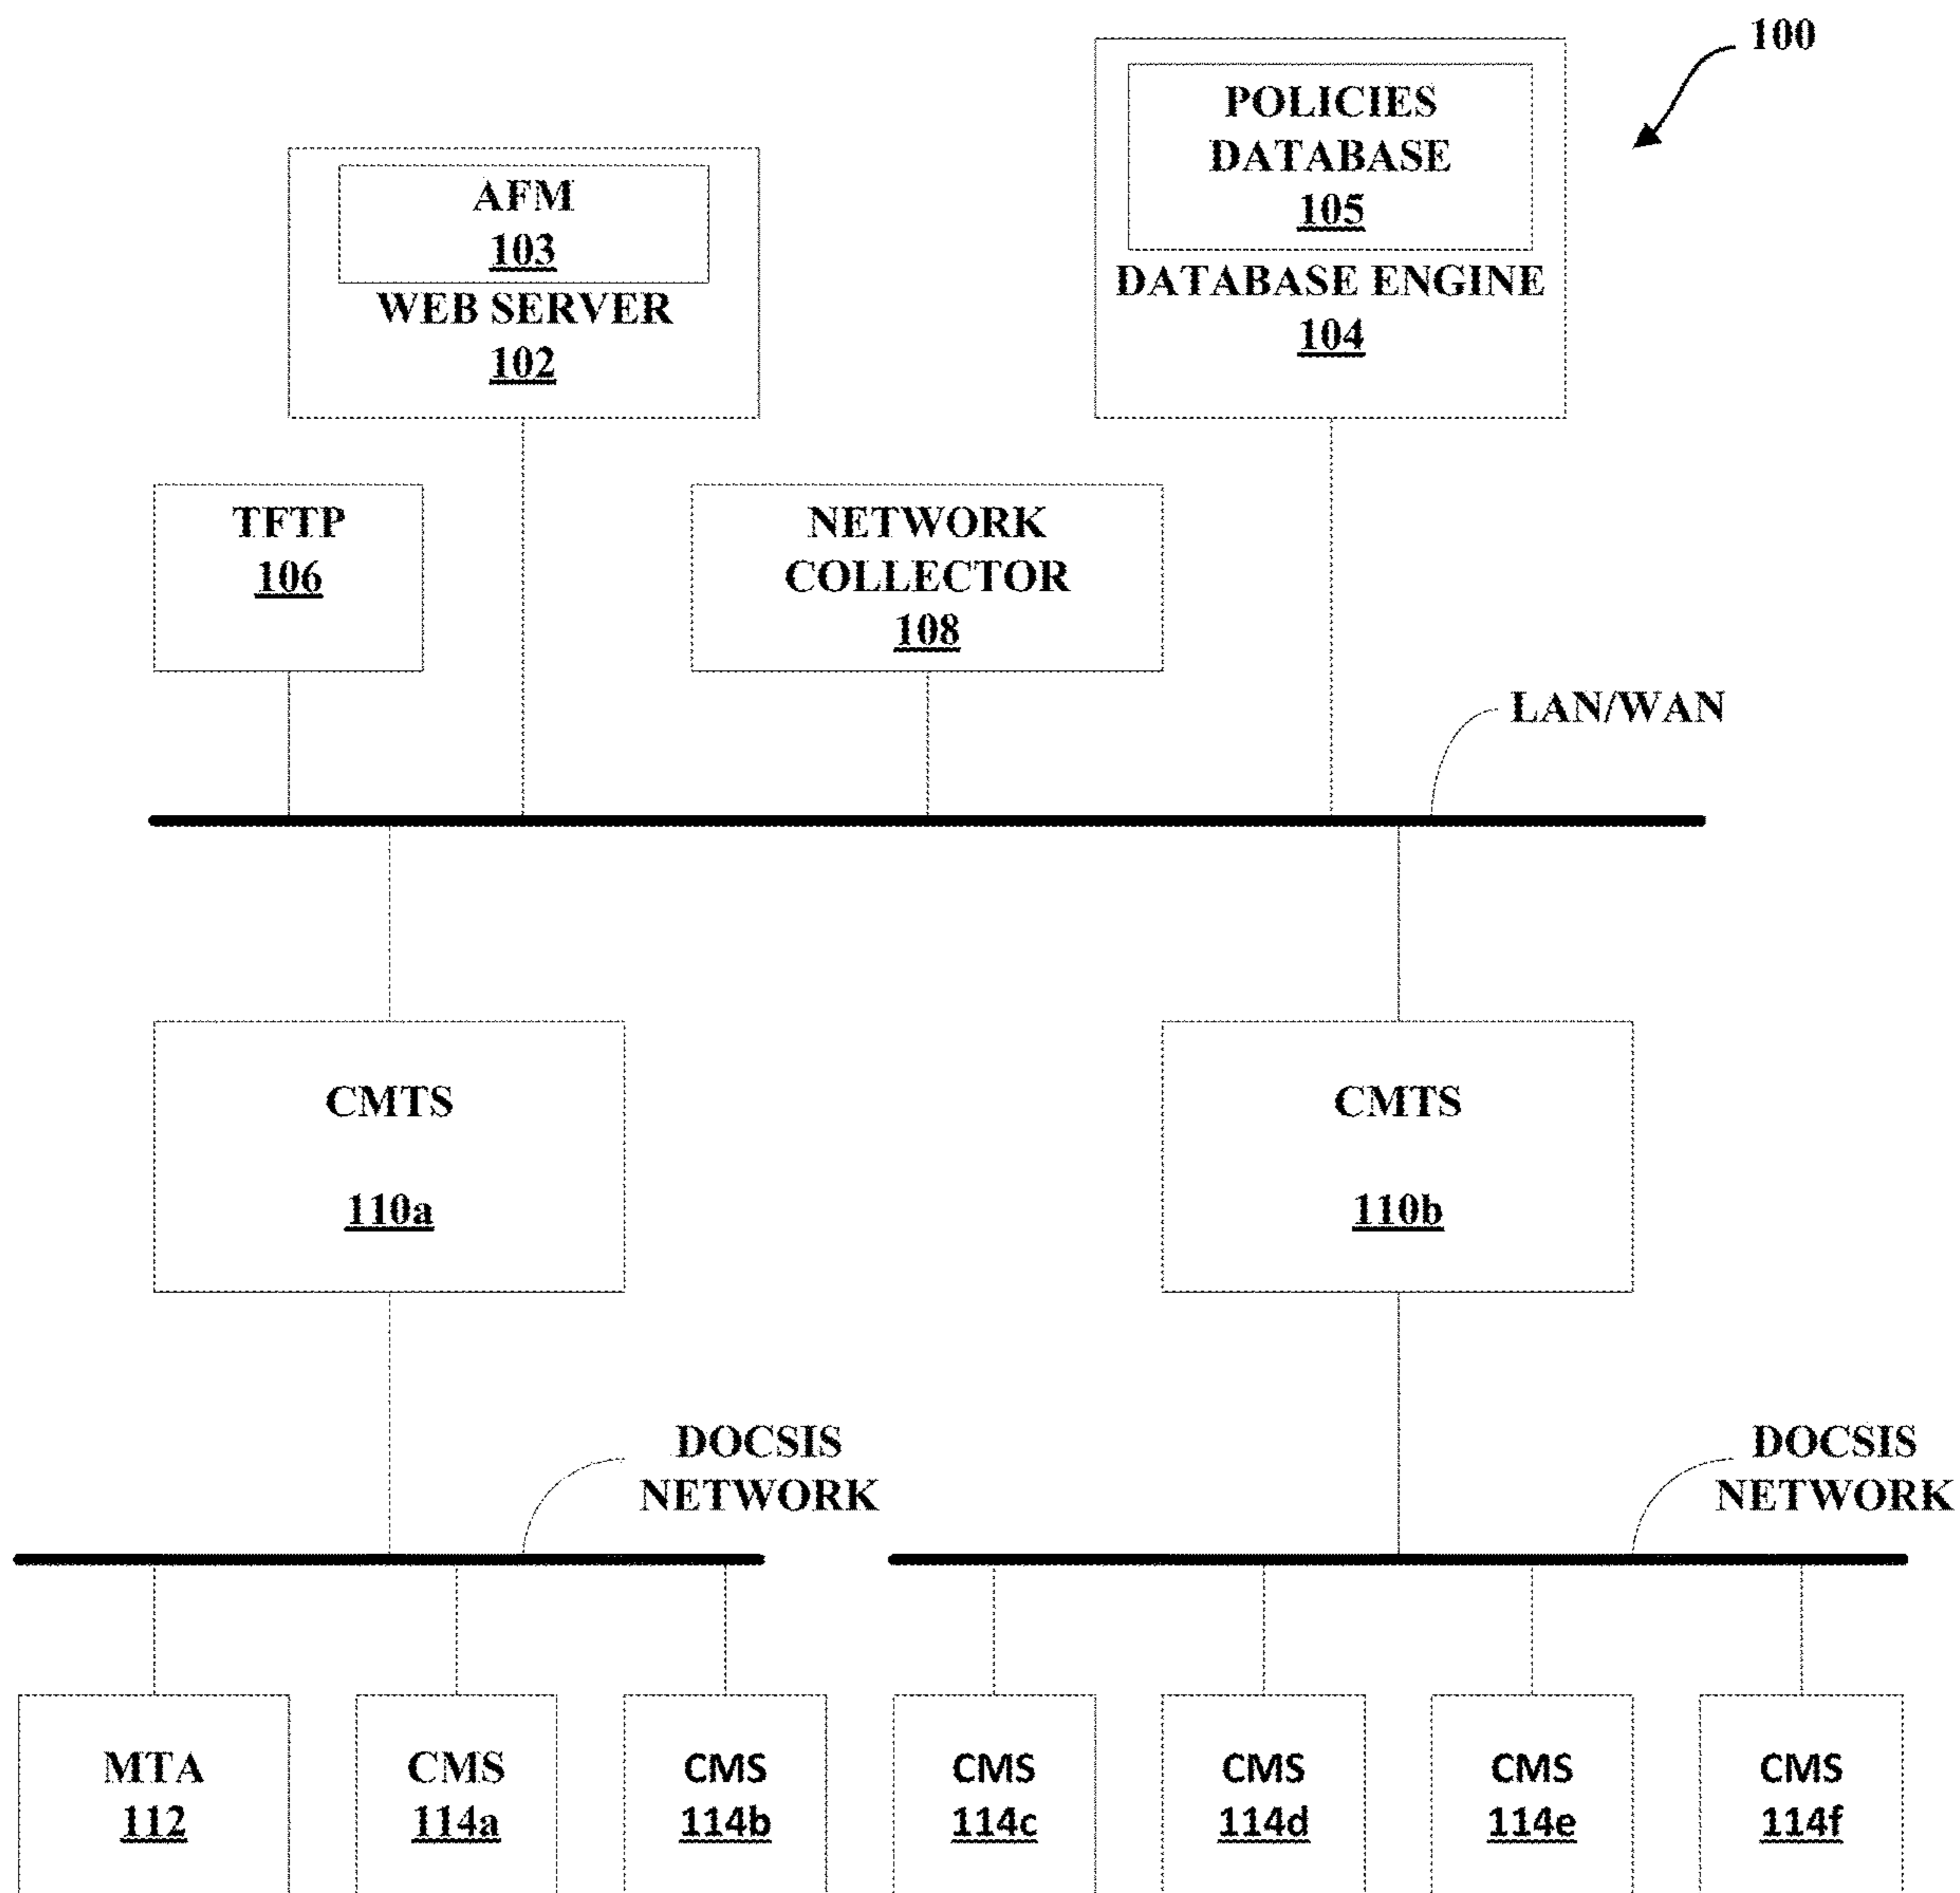 100
POLICIES
DATABASE
105
DATABASE ENGINE
104
AFM
103
WEB SERVER
102
TFTP
106
NETWORK
COLLECTOR
108
LAN/WAN
CMTS
110a
CMTS
110b
DOCSIS
NETWORK
DOCSIS
NETWORK
MTA
112
CMS
114a
CMS
114b
CMS
114c
CMS
114d
CMS
114e
CMS
114f